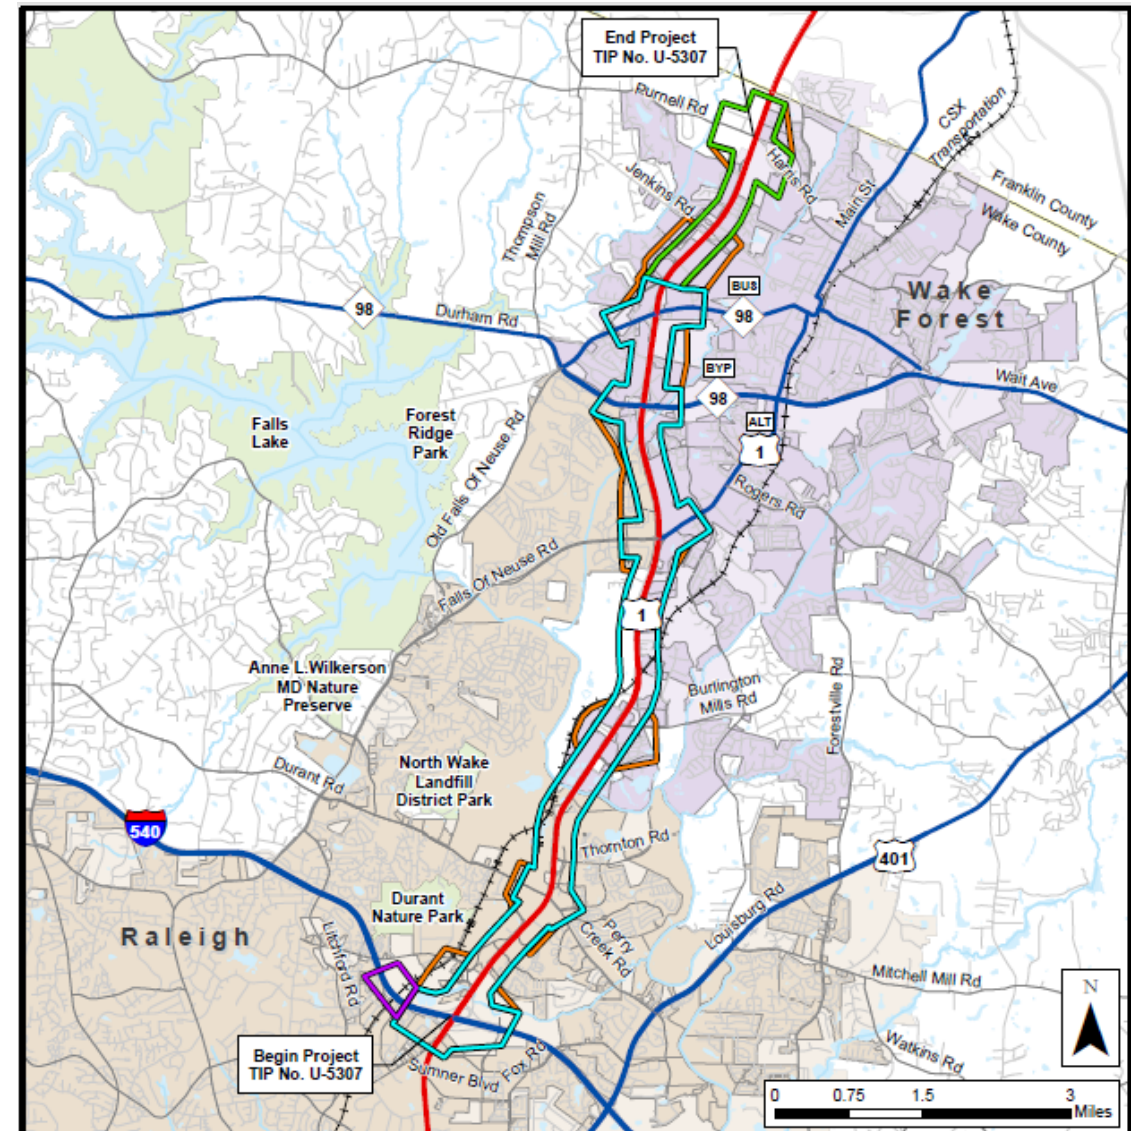 End Project
TIP No. U-5307
Purnell Rd
Harris Rd
Jenkins Rd
Thompson
Mill Rd
Main St
CSX
Transportation
Franklin County
Wake County
Wake
Forest
BUS
98
98
Durham Rd
BYP
98
Wait Ave
ALT
1
Falls
Lake
Forest
Ridge
Park
Old Falls Of Neuse Rd
Rogers Rd
Falls Of Neuse Rd
1
Anne L.Wilkerson
MD Nature
Preserve
Burlington
Mills Rd
Forestville Rd
Durant Rd
North Wake
Landfill
District Park
540
Thornton Rd
401
Durant
Nature Park
Louisburg Rd
Perry
Creek Rd
Raleigh
Litchford Rd
Mitchell Mill Rd
N
Begin Project
TIP No. U-5307
Sumner Blvd
Fox Rd
Watkins Rd
0 0.75 1.5 3
Miles